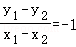 y₁-y₂
x₁-x₂ =-1